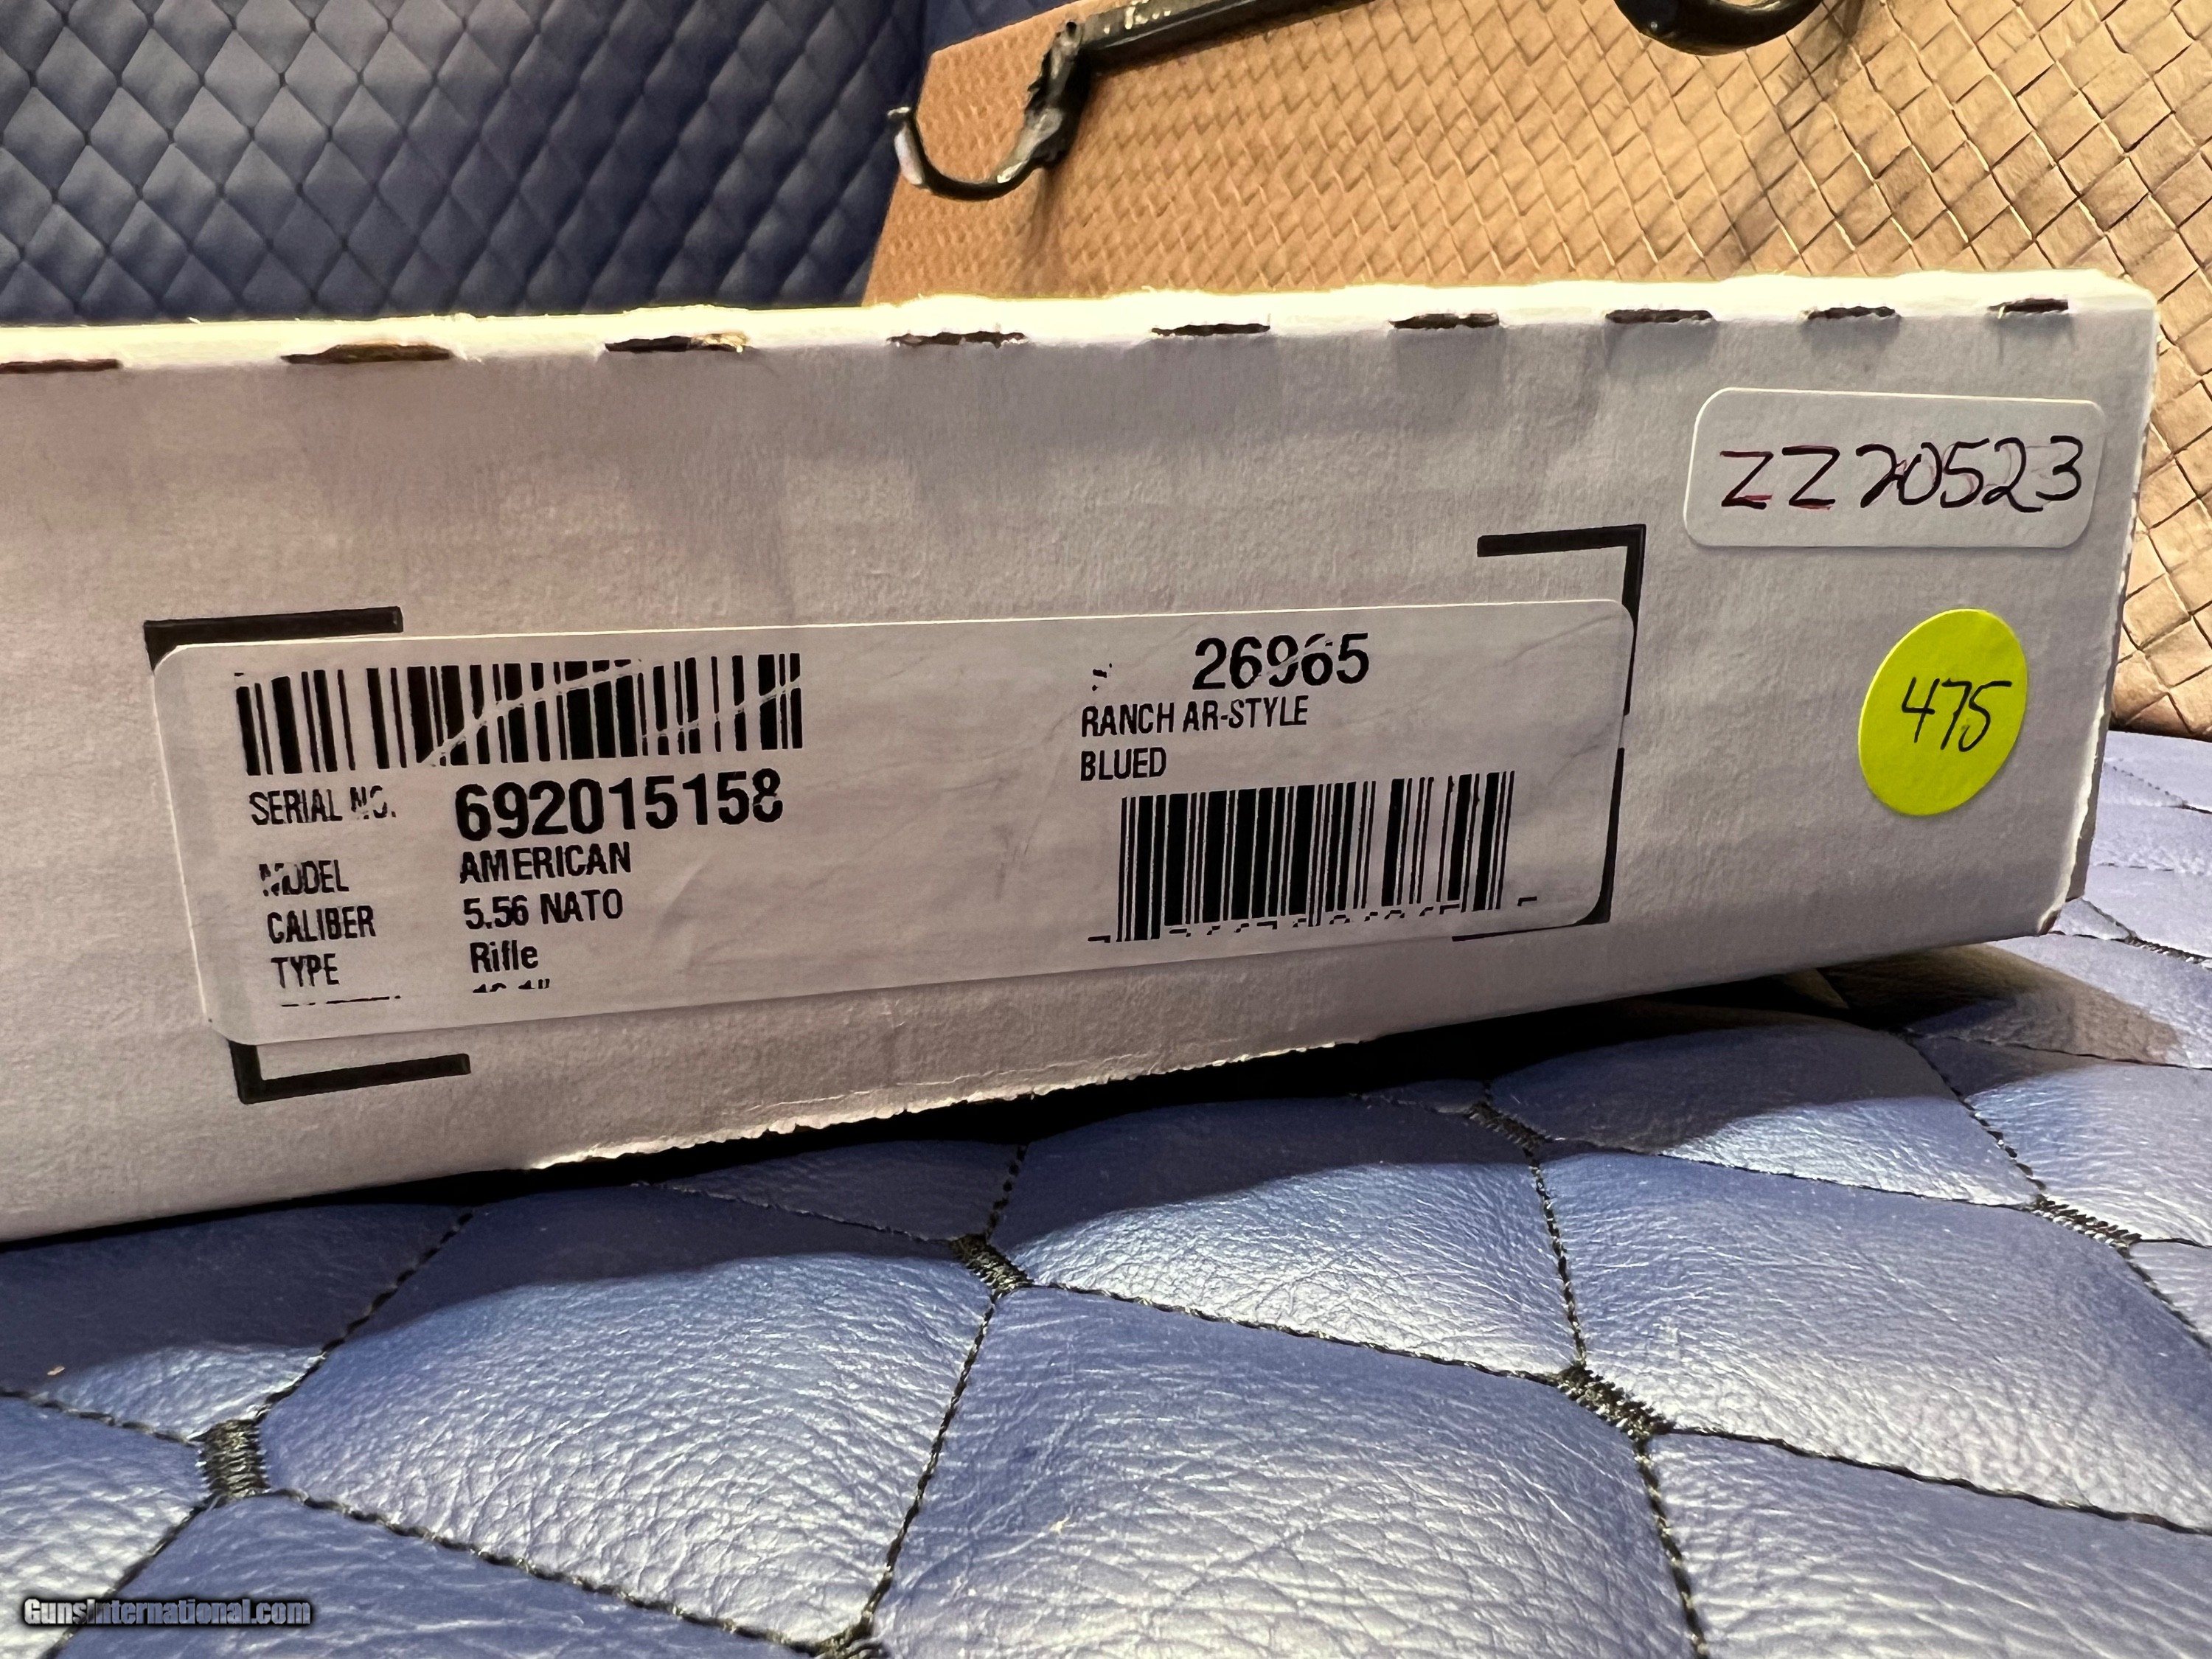 ZZ20523
475
26965
RANCH AR-STYLE
BLUED
SERIAL NO. 692015158
MODEL AMERICAN
CALIBER 5.56 NATO
TYPE Rifle
GunsInternational.com